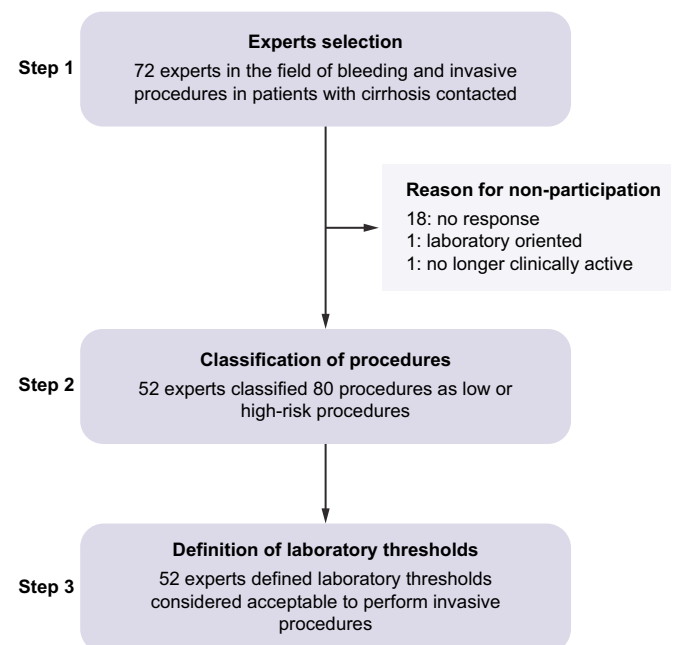 Step 1
Experts selection
72 experts in the field of bleeding and invasive
procedures in patients with cirrhosis contacted
Reason for non-participation
18: no response
1: laboratory oriented
1: no longer clinically active
Step 2
Classification of procedures
52 experts classified 80 procedures as low or
high-risk procedures
Step 3
Definition of laboratory thresholds
52 experts defined laboratory thresholds
considered acceptable to perform invasive
procedures